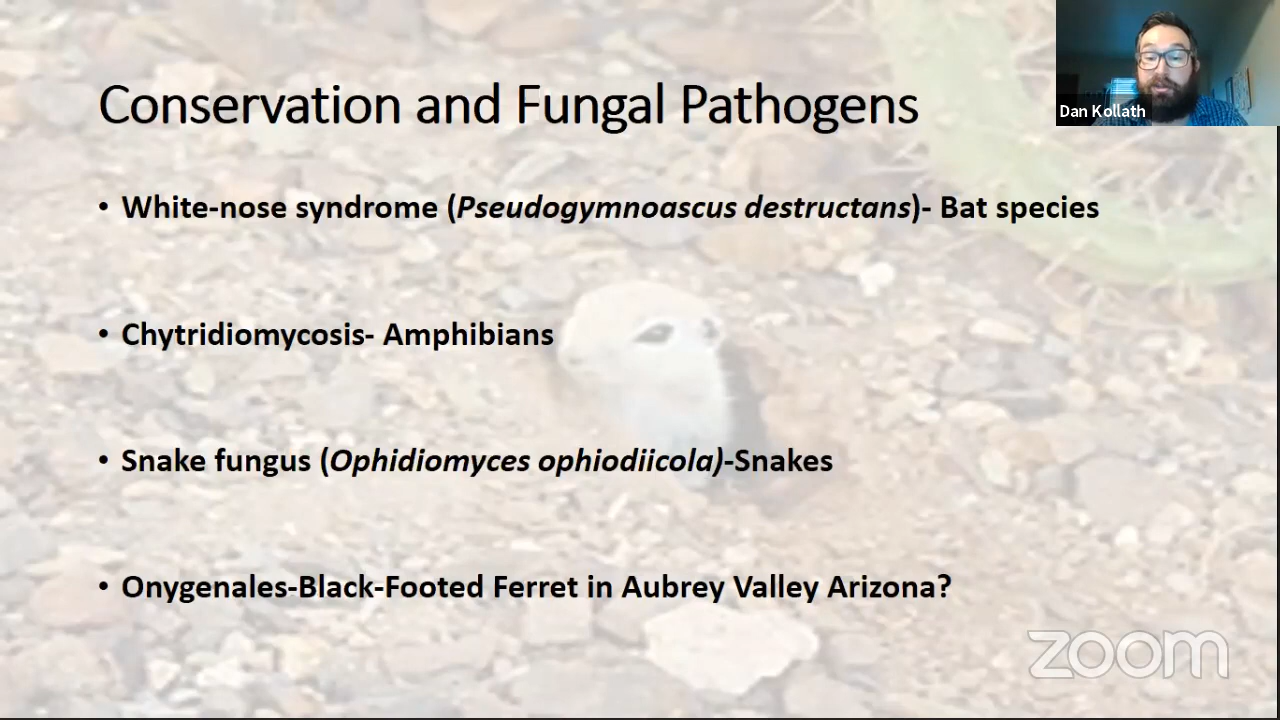 Conservation and Fungal Pathogens
Dan Kollath
• White-nose syndrome (Pseudogymnoascus destructans)- Bat species
• Chytridiomycosis- Amphibians
• Snake fungus (Ophidiomyces ophiodiicola)-Snakes
• Onygenales-Black-Footed Ferret in Aubrey Valley Arizona?
zoom